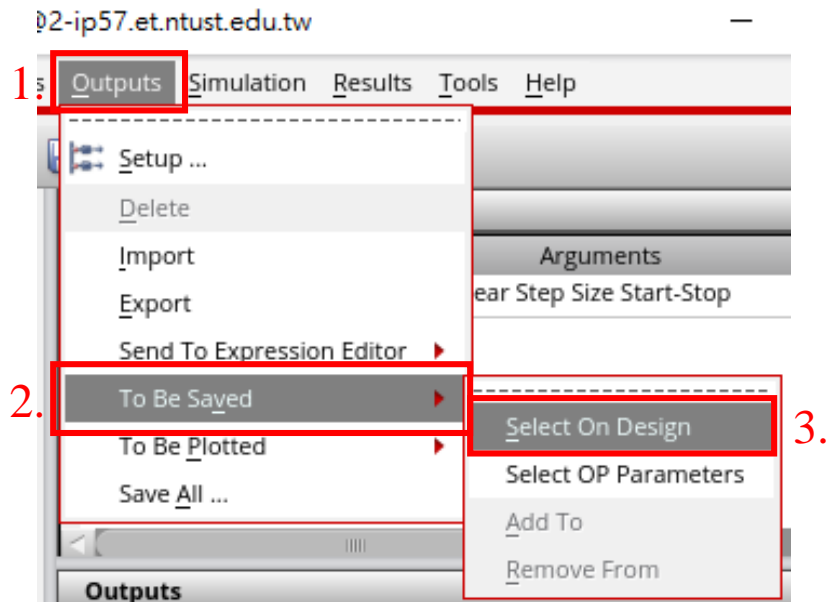 @2-ip57.et.ntust.edu.tw
1.
s Outputs Simulation Results Tools Help
Setup ...
Delete
Import
Arguments
Export
ear Step Size Start-Stop
Send To Expression Editor
2.
To Be Saved
Select On Design
3.
To Be Plotted
Select OP Parameters
Save All ...
Add To
Remove From
Outputs